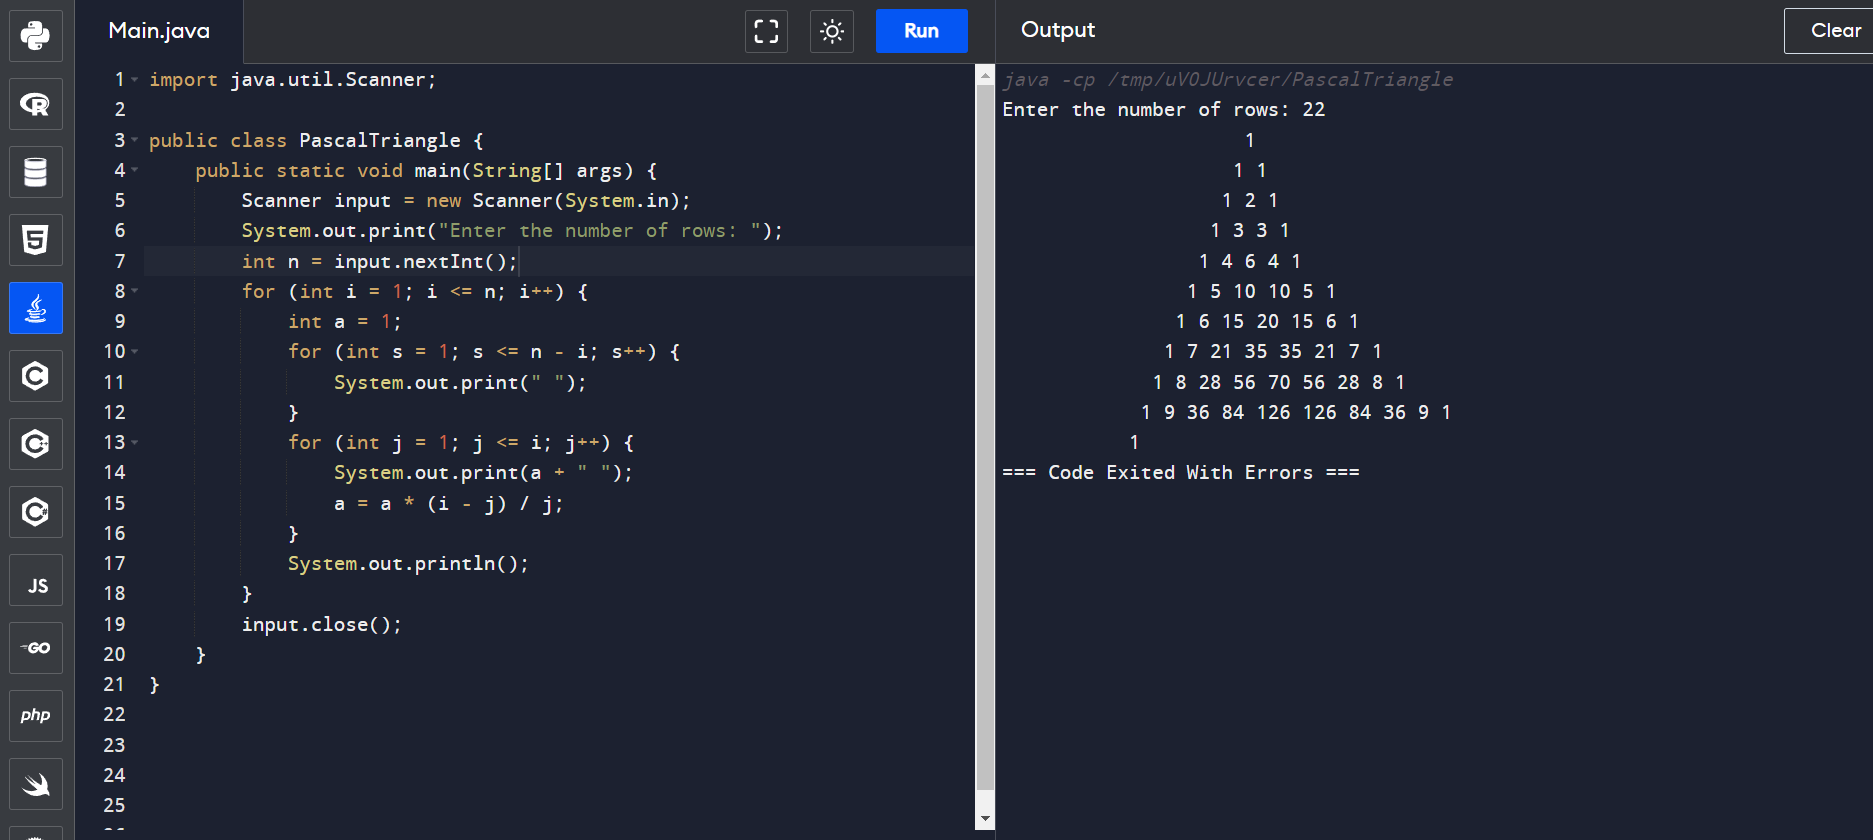 Main.java
Run
Output
Clear
1 import java.util.Scanner;
2
3 public class PascalTriangle {
4 public static void main(String[] args) {
5 Scanner input = new Scanner(System.in);
6 System.out.print("Enter the number of rows: ");
7 int n = input.nextInt();
8 for (int i = 1; i <= n; i++) {
9 int a = 1;
10 for (int s = 1; s <= n - i; s++) {
11 System.out.print(" ");
12 }
13 for (int j = 1; j <= i; j++) {
14 System.out.print(a + " ");
15 a = a * (i - j) / j;
16 }
17 System.out.println();
18 }
19 input.close();
20 }
21 }
22
23
24
25
java -cp /tmp/uVOJUrvcer/PascalTriangle
Enter the number of rows: 22
1
1 1
1 2 1
1 3 3 1
1 4 6 4 1
1 5 10 10 5 1
1 6 15 20 15 6 1
1 7 21 35 35 21 7 1
1 8 28 56 70 56 28 8 1
1 9 36 84 126 126 84 36 9 1
1
=== Code Exited With Errors ===
R
5
C
C++
C#
JS
GO
php